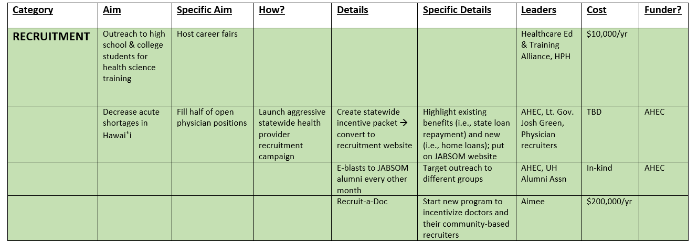 Category Aim Specific Aim How? Details Specific Details Leaders Cost Funder?
RECRUITMENT
Outreach to high
school & college
students for
health science
training
Host career fairs
Healthcare Ed
& Training
Alliance, HPH
$10,000/yr
Decrease acute
shortages in
Hawai'i
Fill half of open
physician positions
Launch aggressive
statewide health
provider
recruitment
campaign
Create statewide
incentive packet →
convert to
recruitment website
Highlight existing
benefits (i.e., state loan
repayment) and new
(i.e., home loans); put
on JABSOM website
AHEC, Lt. Gov.
Josh Green,
Physician
recruiters
TBD
AHEC
E-blasts to JABSOM
alumni every other
month
Target outreach to
different groups
AHEC, UH
Alumni Assn
In-kind
AHEC
Recruit-a-Doc
Start new program to
incentivize doctors and
their community-based
recruiters
Aimee
$200,000/yr